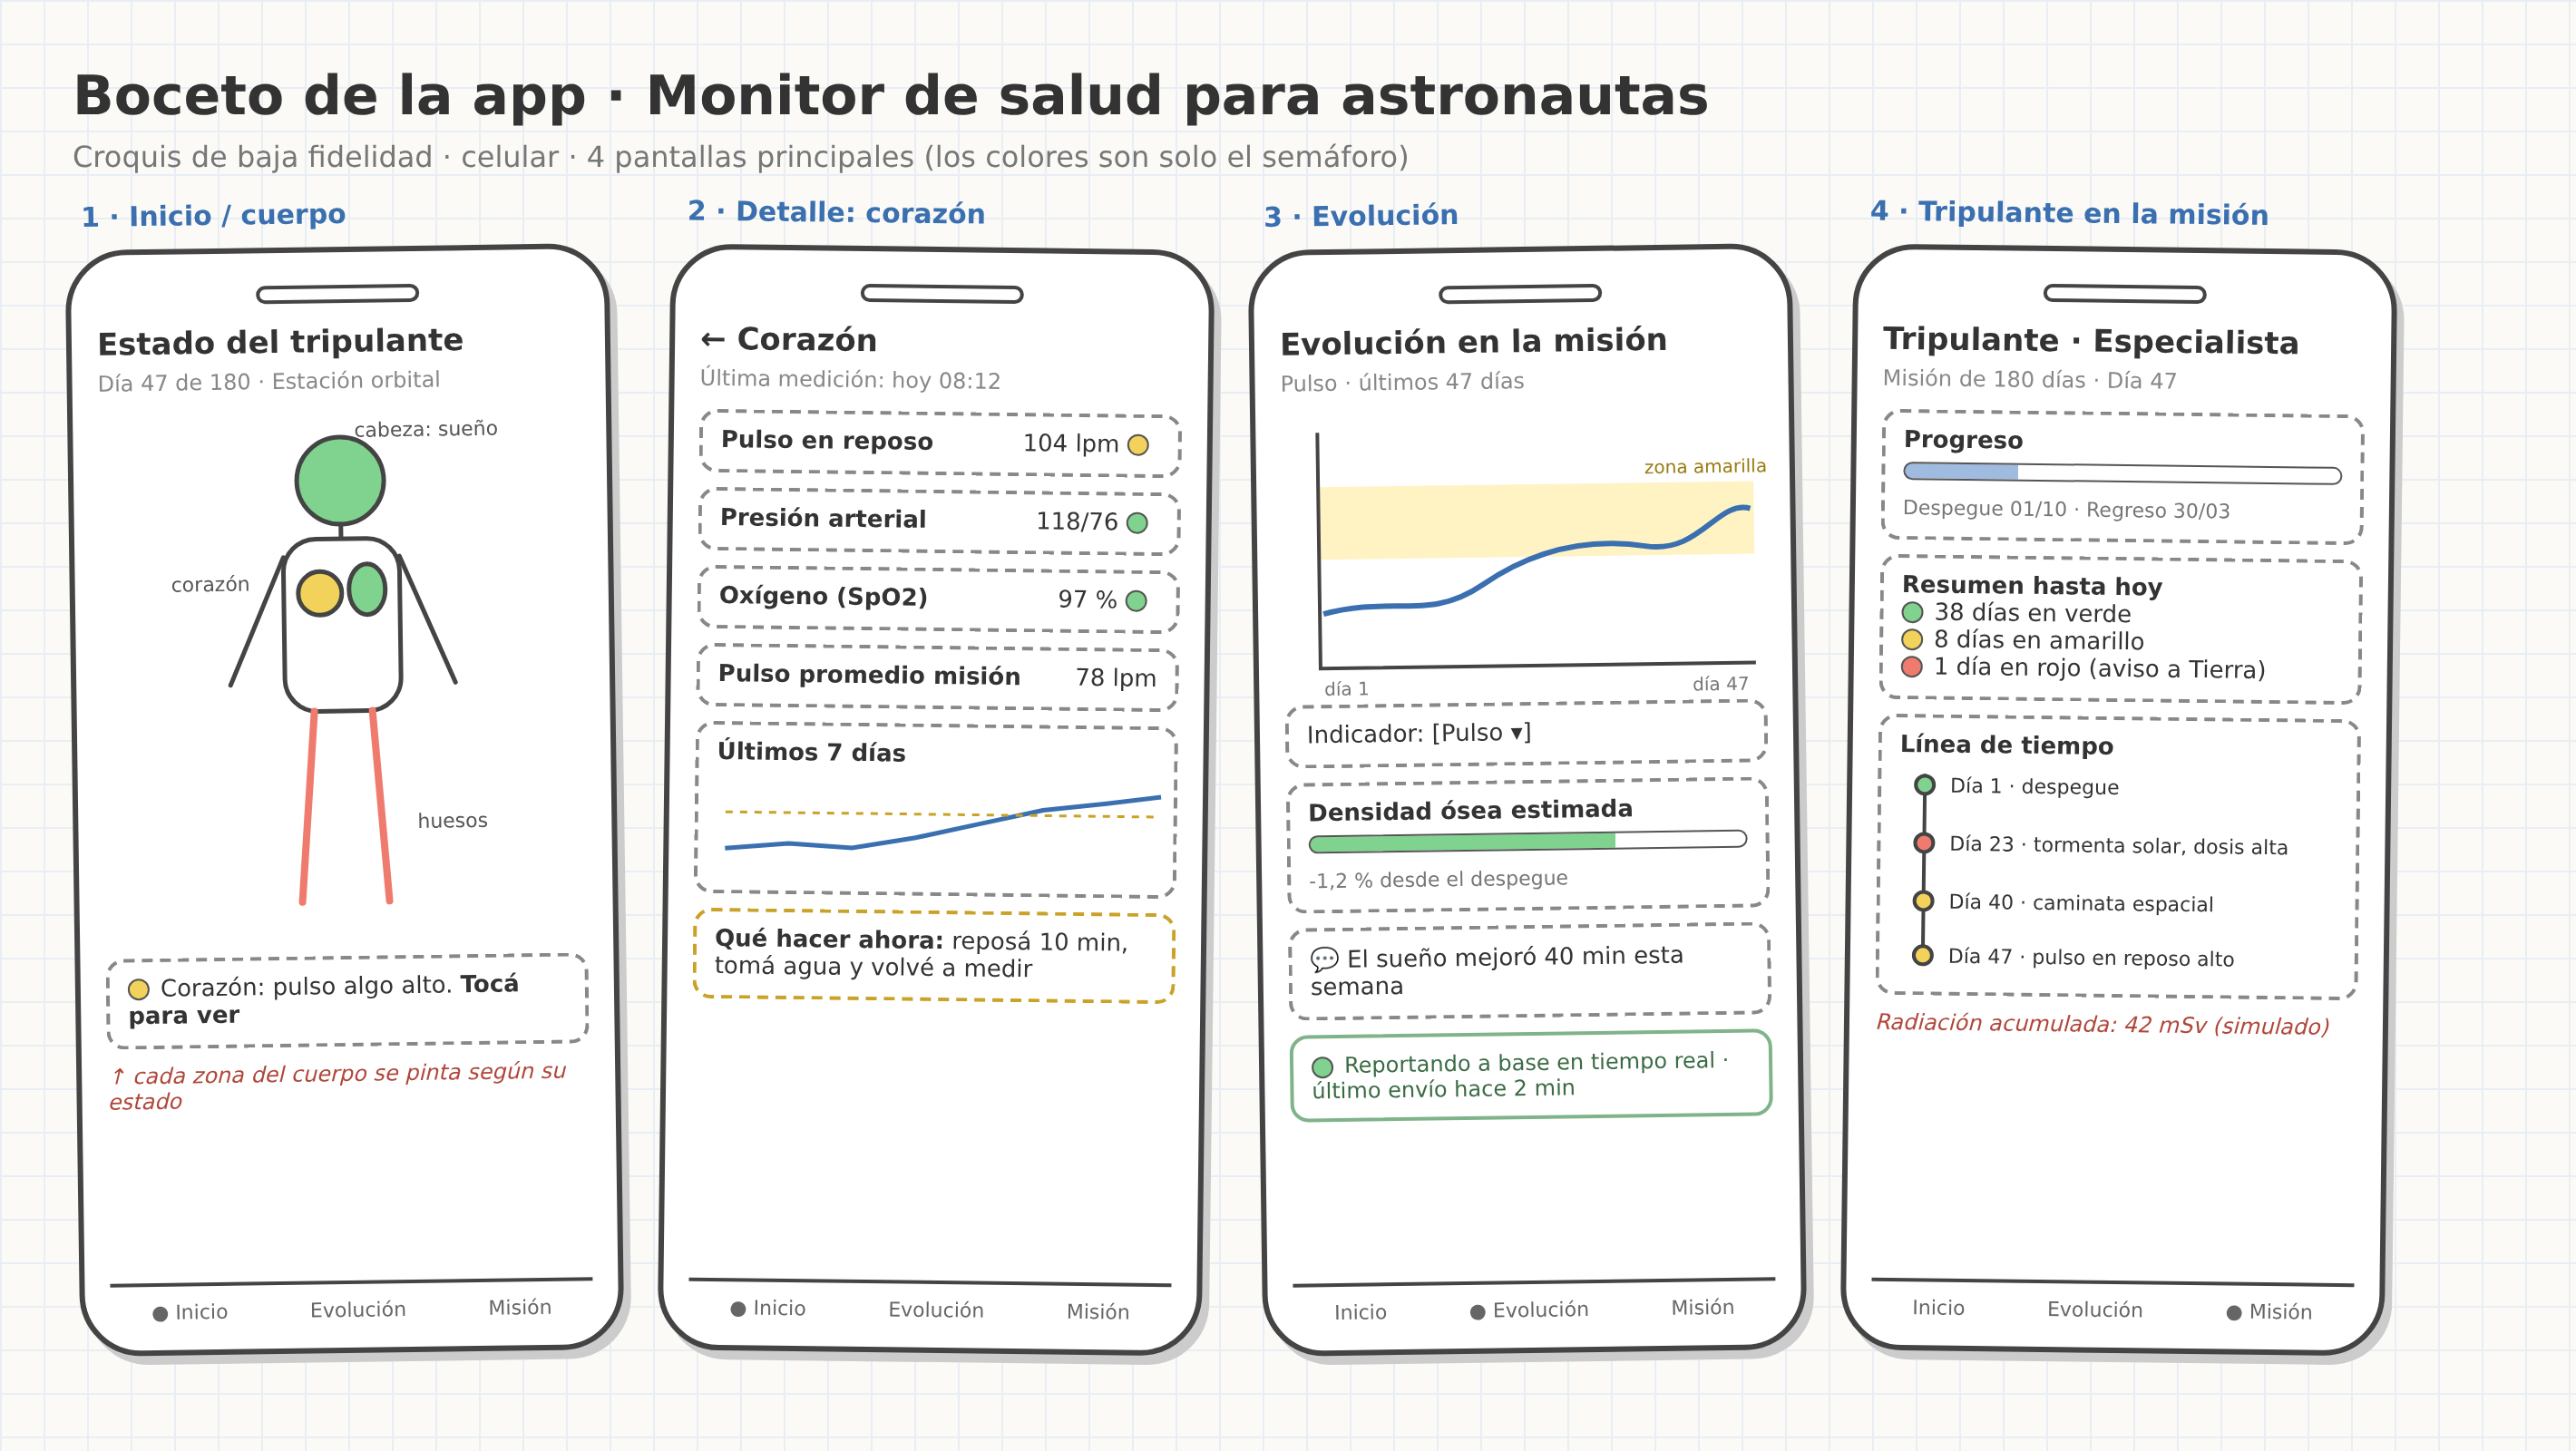 Boceto de la app · Monitor de salud para astronautas
Croquis de baja fidelidad · celular · 4 pantallas principales (los colores son solo el semáforo)
1 · Inicio / cuerpo
Estado del tripulante
Día 47 de 180 · Estación orbital
cabeza: sueño
corazón
huesos
Corazón: pulso algo alto. Tocá
para ver
↑ cada zona del cuerpo se pinta según su
estado
● Inicio Evolución Misión
2 · Detalle: corazón
← Corazón
Última medición: hoy 08:12
Pulso en reposo 104 lpm
Presión arterial 118/76
Oxígeno (SpO2) 97 %
Pulso promedio misión 78 lpm
Últimos 7 días
Qué hacer ahora: reposá 10 min,
tomá agua y volvé a medir
● Inicio Evolución Misión
3 · Evolución
Evolución en la misión
Pulso · últimos 47 días
zona amarilla
día 1 día 47
Indicador: [Pulso ▾]
Densidad ósea estimada
-1,2 % desde el despegue
💬 El sueño mejoró 40 min esta
semana
Reportando a base en tiempo real ·
último envío hace 2 min
Inicio ● Evolución Misión
4 · Tripulante en la misión
Tripulante · Especialista
Misión de 180 días · Día 47
Progreso
Despegue 01/10 · Regreso 30/03
Resumen hasta hoy
38 días en verde
8 días en amarillo
1 día en rojo (aviso a Tierra)
Línea de tiempo
Día 1 · despegue
Día 23 · tormenta solar, dosis alta
Día 40 · caminata espacial
Día 47 · pulso en reposo alto
Radiación acumulada: 42 mSv (simulado)
Inicio Evolución ● Misión